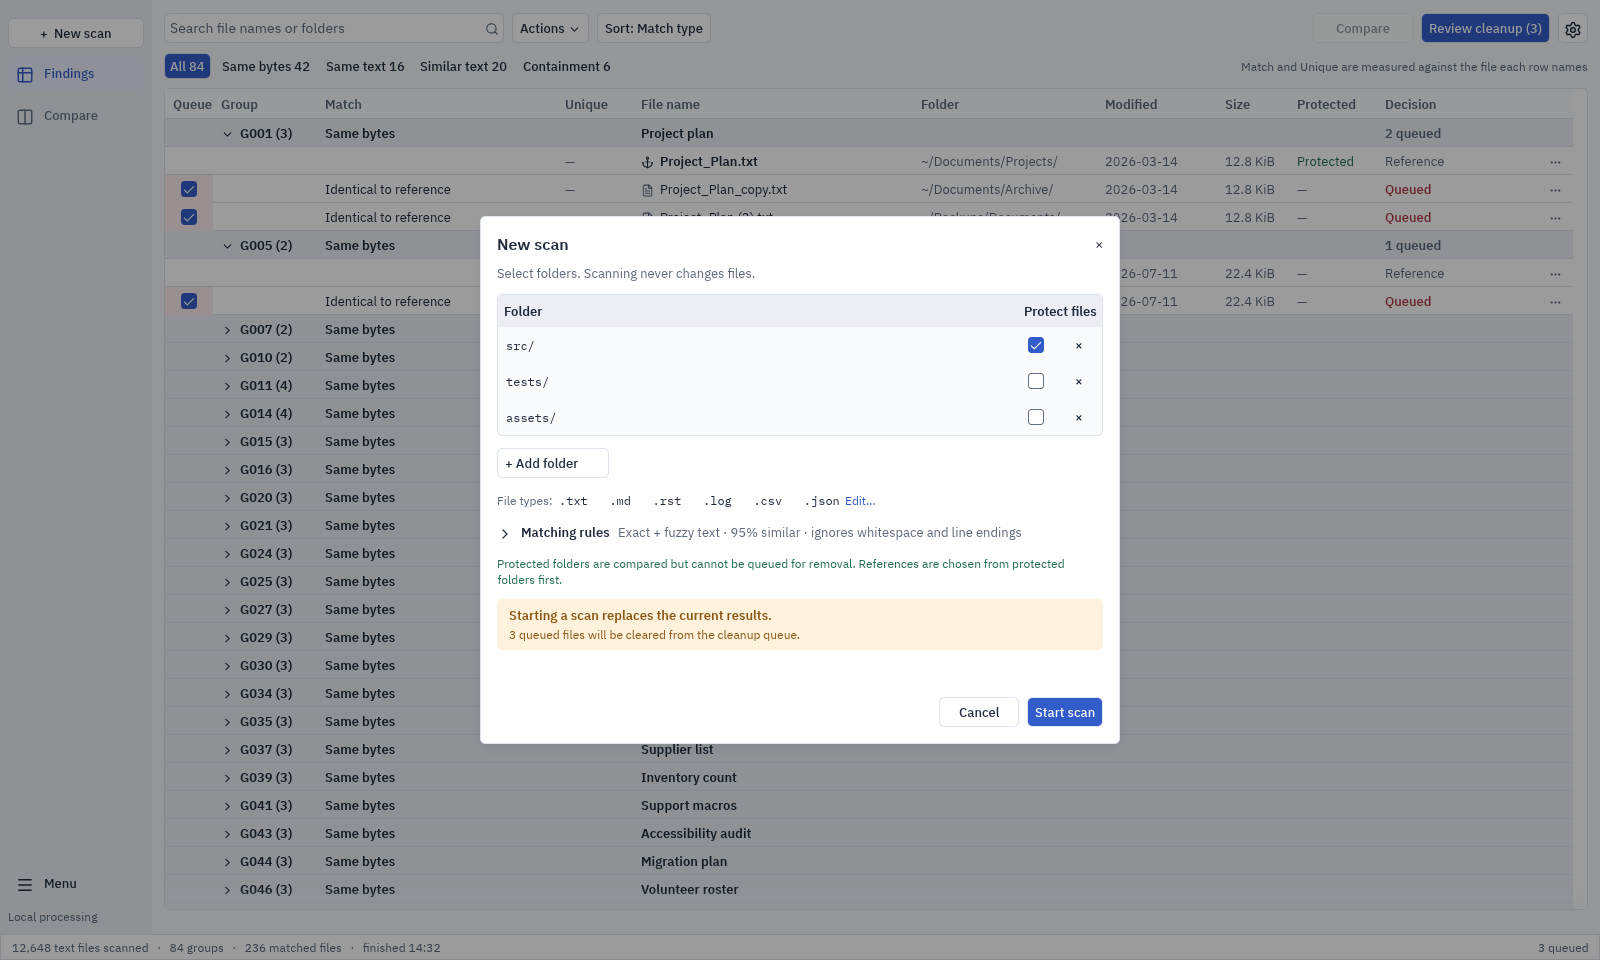 + New scan
Findings
Compare
Menu
Local processing
Search file names or folders
Actions
Sort: Match type
Compare
Review cleanup (3)
All 84
Same bytes 42
Same text 16
Similar text 20
Containment 6
Match and Unique are measured against the file each row names
Queue Group Match Unique File name Folder Modified Size Protected Decision
G001 (3) Same bytes Project plan 2 queued
— Project_Plan.txt ~/Documents/Projects/ 2026-03-14 12.8 KiB Protected Reference ...
Identical to reference — Project_Plan_copy.txt ~/Documents/Archive/ 2026-03-14 12.8 KiB — Queued ...
Identical to reference 26-03-14 12.8 KiB — Queued ...
G005 (2) Same bytes 1 queued
26-07-11 22.4 KiB — Reference ...
Identical to reference 26-07-11 22.4 KiB — Queued ...
G007 (2) Same bytes
G010 (2) Same bytes
G011 (4) Same bytes
G014 (4) Same bytes
G015 (3) Same bytes
G016 (3) Same bytes
G020 (3) Same bytes
G021 (3) Same bytes
G024 (3) Same bytes
G025 (3) Same bytes
G027 (3) Same bytes
G029 (3) Same bytes
G030 (3) Same bytes
G034 (3) Same bytes
G035 (3) Same bytes
G037 (3) Same bytes Supplier list
G039 (3) Same bytes Inventory count
G041 (3) Same bytes Support macros
G043 (3) Same bytes Accessibility audit
G044 (3) Same bytes Migration plan
G046 (3) Same bytes Volunteer roster
New scan ×
Select folders. Scanning never changes files.
Folder Protect files
src/ ×
tests/ ×
assets/ ×
+ Add folder
File types: .txt .md .rst .log .csv .json Edit...
Matching rules Exact + fuzzy text · 95% similar · ignores whitespace and line endings
Protected folders are compared but cannot be queued for removal. References are chosen from protected
folders first.
Starting a scan replaces the current results.
3 queued files will be cleared from the cleanup queue.
Cancel
Start scan
12,648 text files scanned · 84 groups · 236 matched files · finished 14:32
3 queued